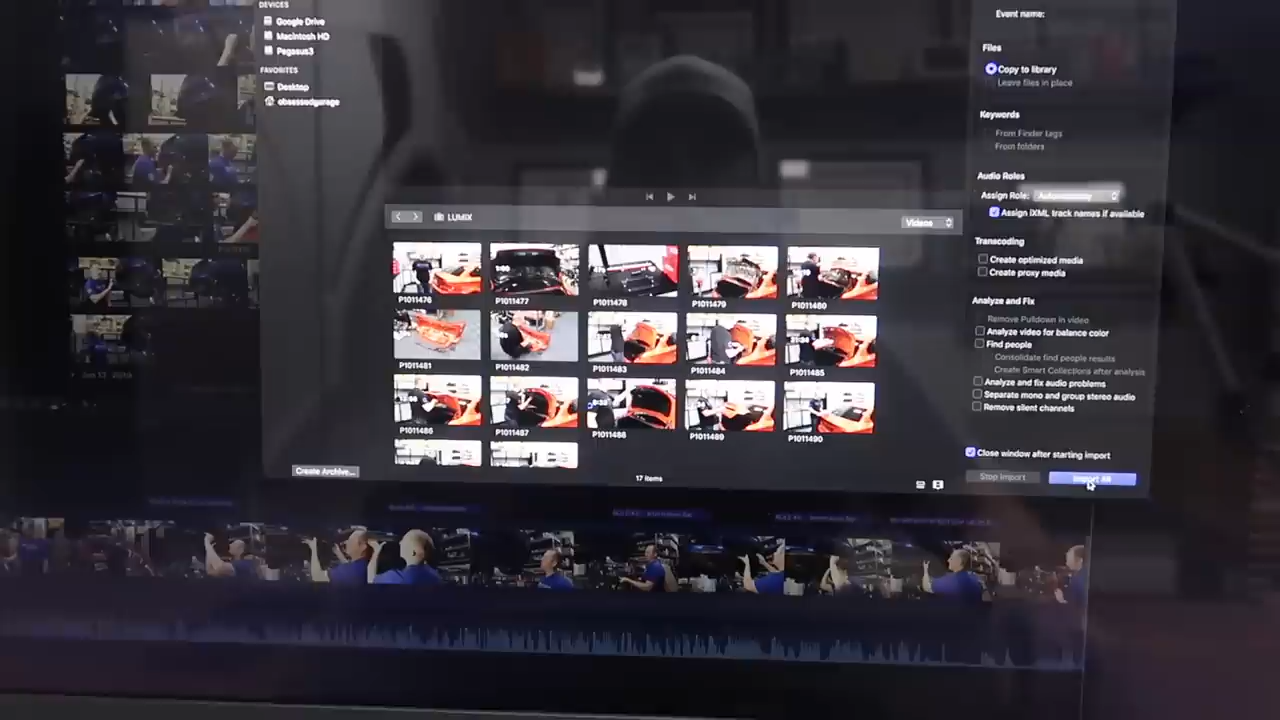 DEVICES
Google Drive
Macintosh HD
Pegasus3
FAVORITES
Desktop
obsessedgarage
Event name:
Files
Copy to library
Leave files in place
Keywords
From Finder tags
From folders
Audio Roles
Assign Role: Automatically
Assign iXML track names if available
Transcoding
Create optimized media
Create proxy media
Analyze and Fix
Remove Pulldown in video
Analyze video for balance color
Find people
Consolidate find people results
Create Smart Collections after analysis
Analyze and fix audio problems
Separate mono and group stereo audio
Remove silent channels
Close window after starting import
Stop Import
Import All
LUMIX
Videos
P1011476
P1011477
P1011478
P1011479
P1011480
P1011481
P1011482
P1011483
P1011484
P1011485
P1011486
P1011487
P1011488
P1011489
P1011490
Create Archive...
17 items